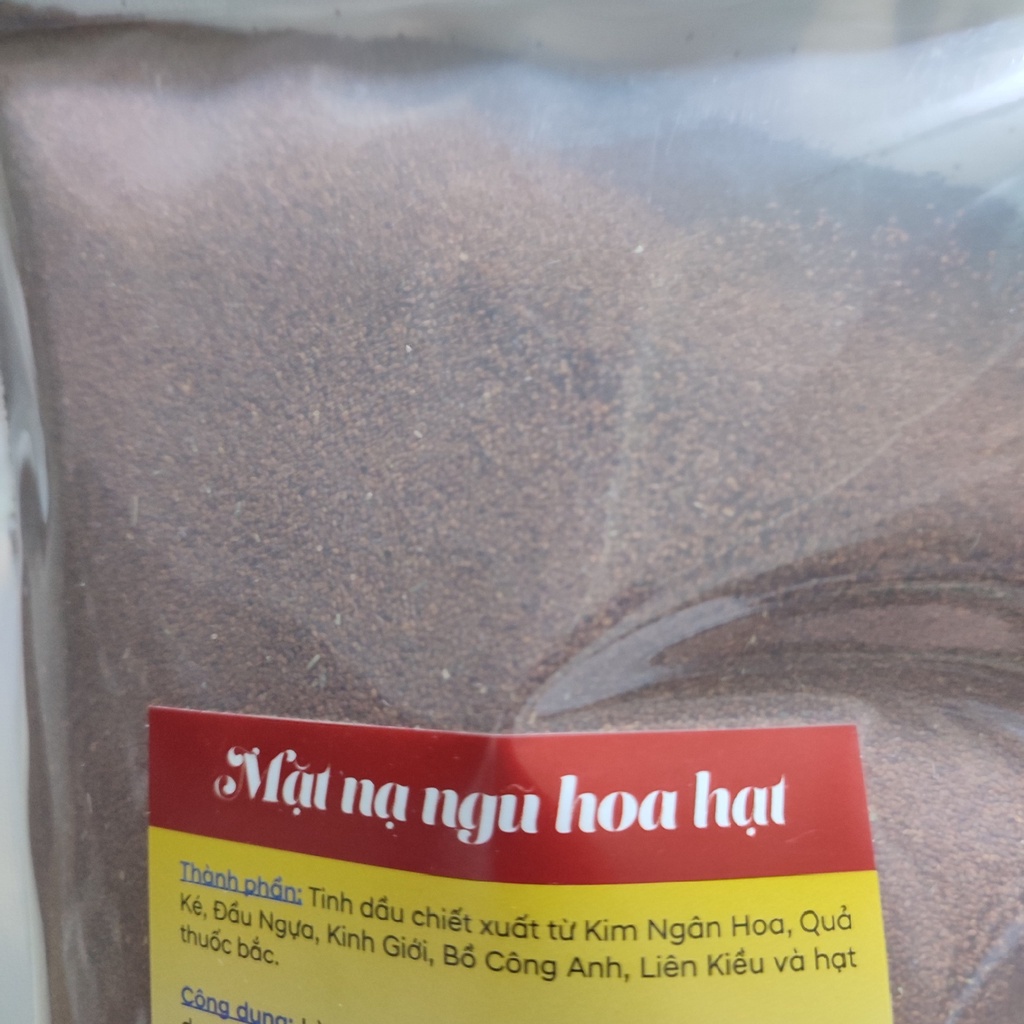 Mặt nạ ngũ hoa hạt
Thành phần: Tinh dầu chiết xuất từ Kim Ngân Hoa, Quả
Ké, Đầu Ngựa, Kinh Giới, Bồ Công Anh, Liên Kiều và hạt
thuốc bắc.
Công dụng: